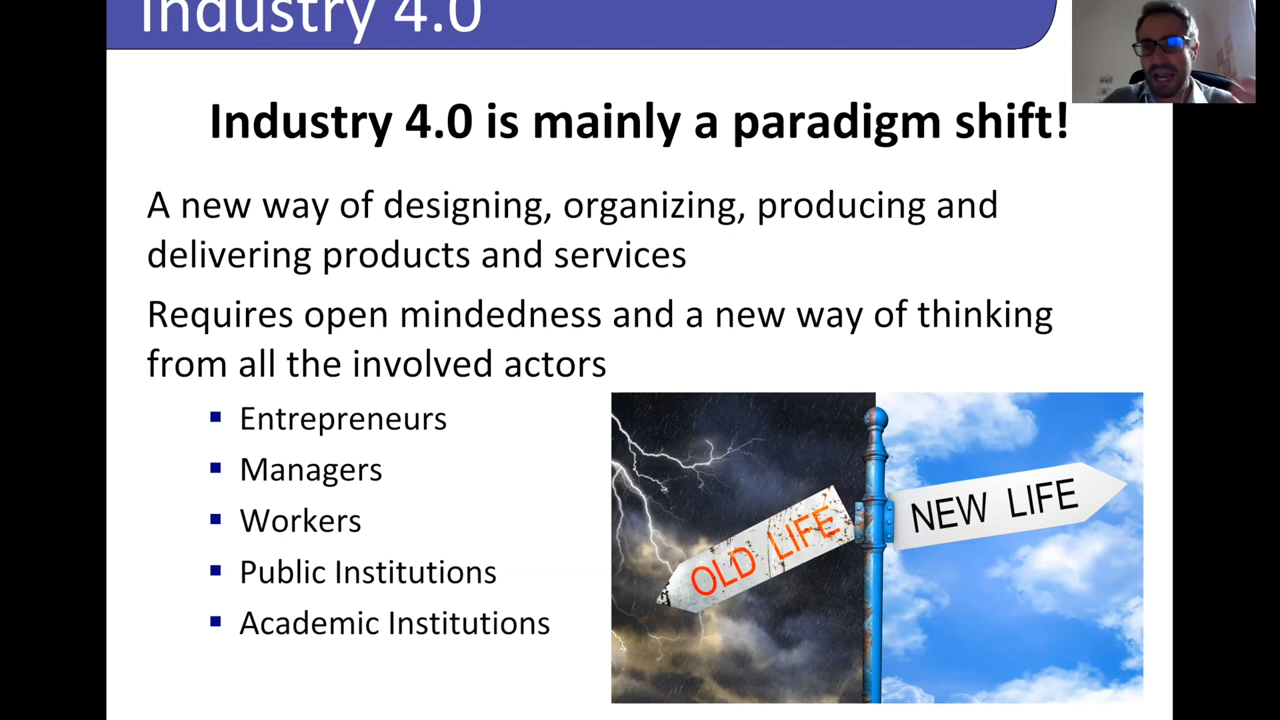 Industry 4.0
Industry 4.0 is mainly a paradigm shift!
A new way of designing, organizing, producing and
delivering products and services
Requires open mindedness and a new way of thinking
from all the involved actors
▪ Entrepreneurs
▪ Managers
▪ Workers
▪ Public Institutions
▪ Academic Institutions
OLD LIFE
NEW LIFE